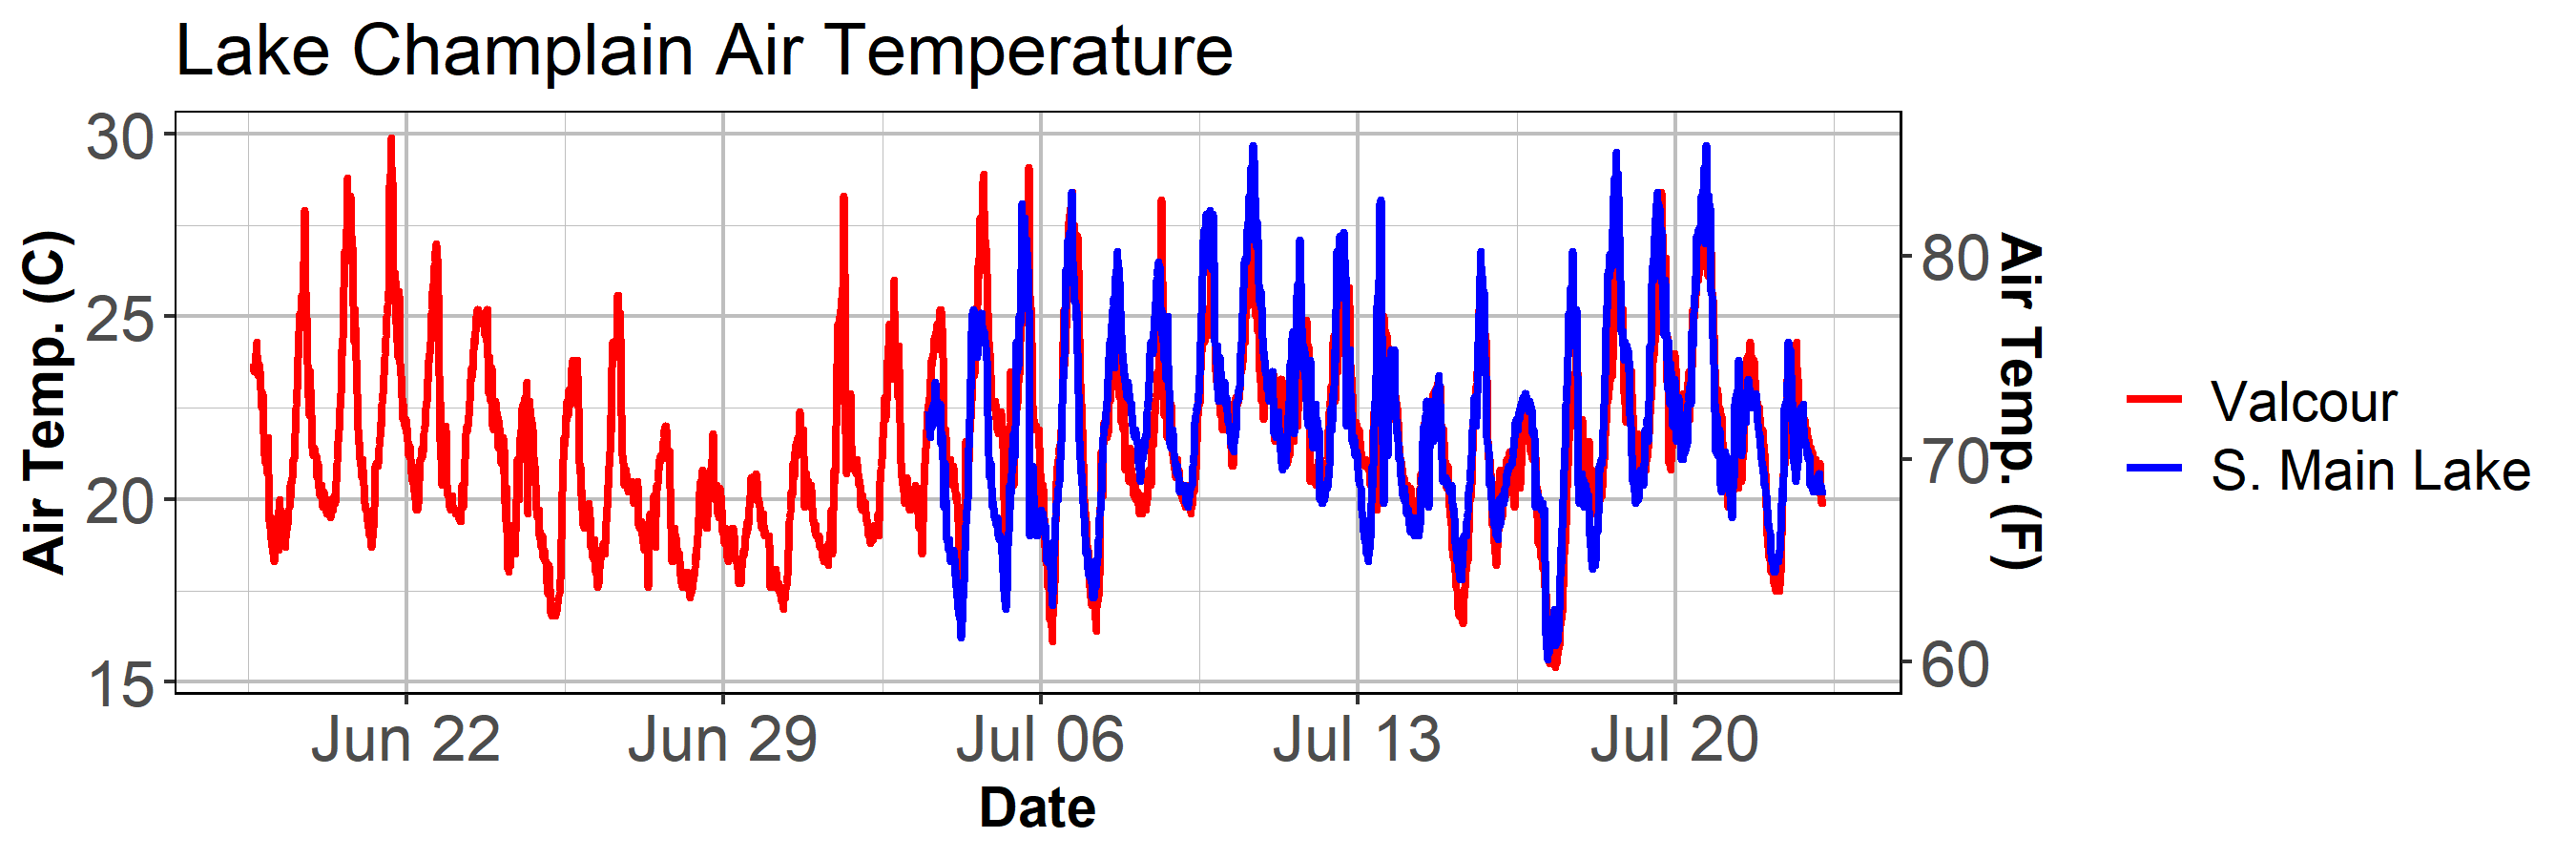 Lake Champlain Air Temperature
Air Temp. (C)
30
25
20
15
Jun 22
Jun 29
Jul 06
Jul 13
Jul 20
Date
80
70
60
Air Temp. (F)
Valcour
S. Main Lake